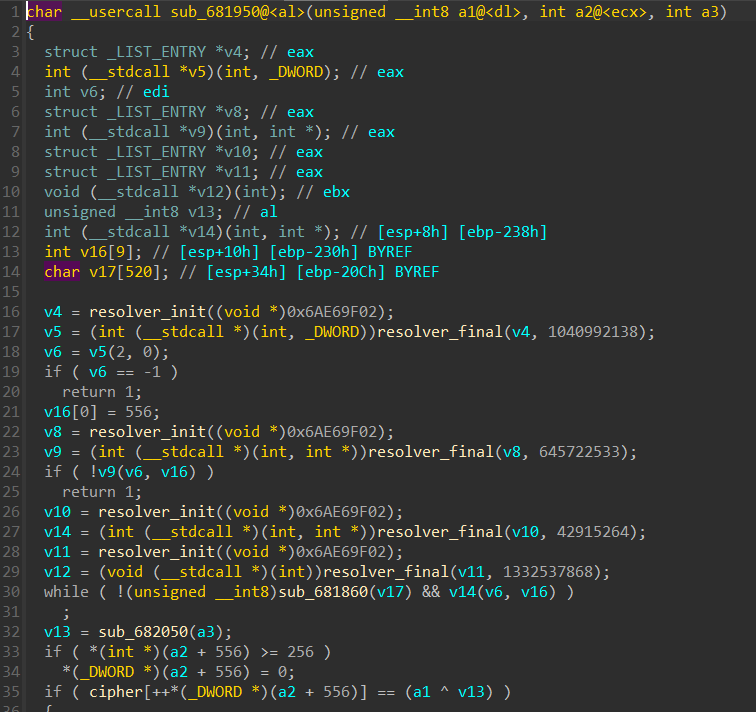 1 char __usercall sub_681950@<al>(unsigned __int8 a1@<dl>, int a2@<ecx>, int a3)
2 {
3 struct _LIST_ENTRY *v4; // eax
4 int (__stdcall *v5)(int, _DWORD); // eax
5 int v6; // edi
6 struct _LIST_ENTRY *v8; // eax
7 int (__stdcall *v9)(int, int *); // eax
8 struct _LIST_ENTRY *v10; // eax
9 struct _LIST_ENTRY *v11; // eax
10 void (__stdcall *v12)(int); // ebx
11 unsigned __int8 v13; // al
12 int (__stdcall *v14)(int, int *); // [esp+8h] [ebp-238h]
13 int v16[9]; // [esp+10h] [ebp-230h] BYREF
14 char v17[520]; // [esp+34h] [ebp-20Ch] BYREF
15
16 v4 = resolver_init((void *)0x6AE69F02);
17 v5 = (int (__stdcall *)(int, _DWORD))resolver_final(v4, 1040992138);
18 v6 = v5(2, 0);
19 if ( v6 == -1 )
20 return 1;
21 v16[0] = 556;
22 v8 = resolver_init((void *)0x6AE69F02);
23 v9 = (int (__stdcall *)(int, int *))resolver_final(v8, 645722533);
24 if ( !v9(v6, v16) )
25 return 1;
26 v10 = resolver_init((void *)0x6AE69F02);
27 v14 = (int (__stdcall *)(int, int *))resolver_final(v10, 42915264);
28 v11 = resolver_init((void *)0x6AE69F02);
29 v12 = (void (__stdcall *)(int))resolver_final(v11, 1332537868);
30 while ( !(unsigned __int8)sub_681860(v17) && v14(v6, v16) )
31 ;
32 v13 = sub_682050(a3);
33 if ( *(int *)(a2 + 556) >= 256 )
34 *(_DWORD *)(a2 + 556) = 0;
35 if ( cipher[++*(_DWORD *)(a2 + 556)] == (a1 ^ v13) )
36 {